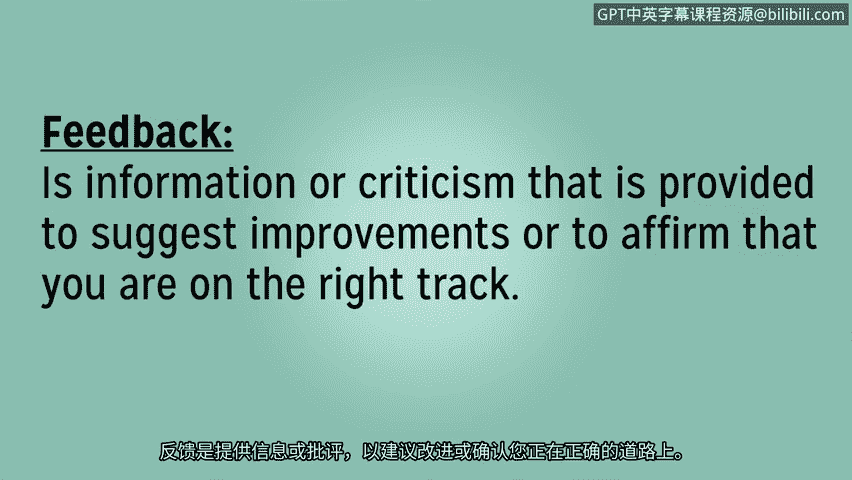 GPT中英字幕课程资源@bilibili.com
Feedback:
Is information or criticism that is provided
to suggest improvements or to affirm that
you are on the right track.
反馈是提供信息或批评，以建议改进或确认您正在正确的道路上。